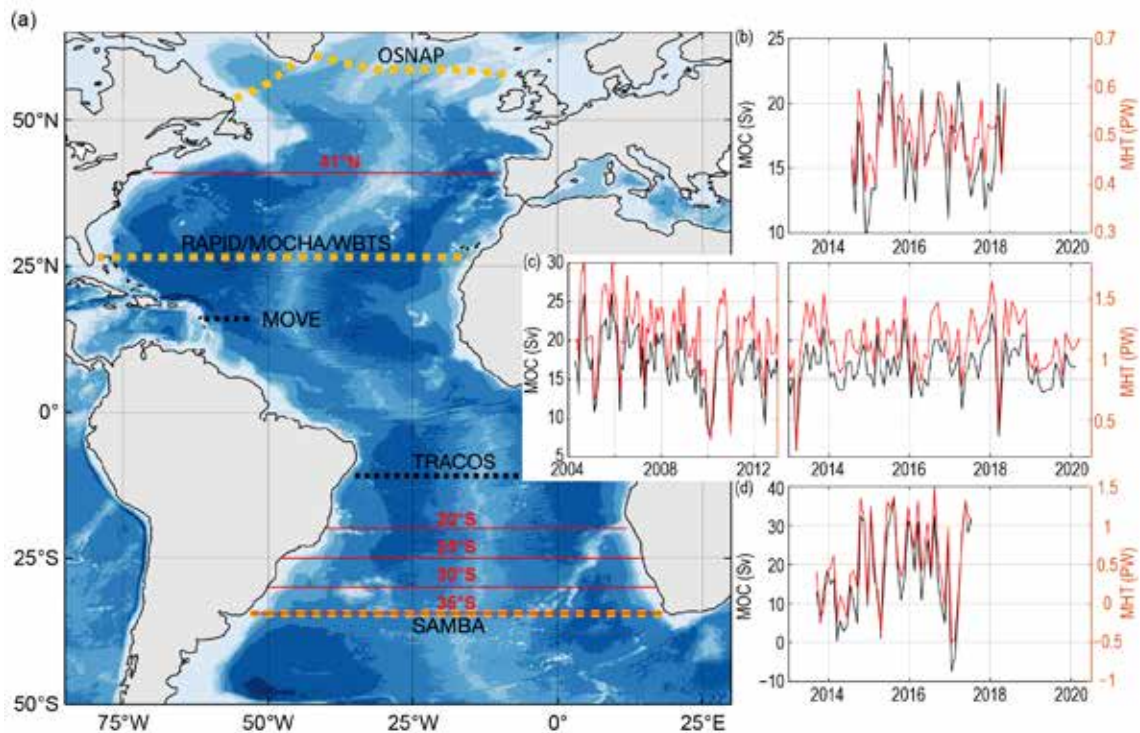 (a)
OSNAP
41°N
RAPID/MOCHA/WBTS
MOVE
TRACOS
20°S
25°S
30°S
35°S
SAMBA
50°N
25°N
0°
25°S
50°S
75°W
50°W
25°W
0°
25°E
(b)
MOC (Sv)
25
20
15
10
2014
2016
2018
2020
0.7
0.6
0.5
0.4
0.3
MHT (PW)
(c)
MOC (Sv)
30
25
20
15
10
5
2004
2008
2010
2012
2014
2016
2018
2020
1.5
1
0.5
MHT (PW)
(d)
MOC (Sv)
40
30
20
10
0
−10
2014
2016
2018
2020
1.5
1
0.5
0
−0.5
−1
MHT (PW)